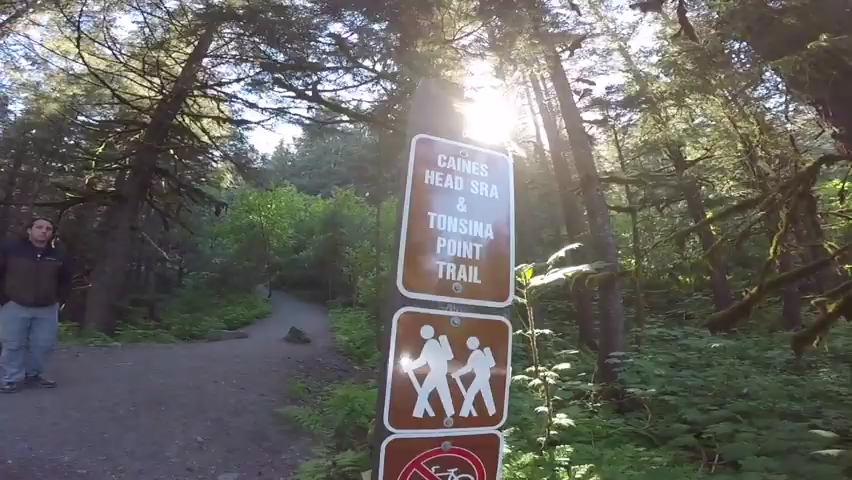 CAINES
HEAD SRA
&
TONSINA
POINT
TRAIL